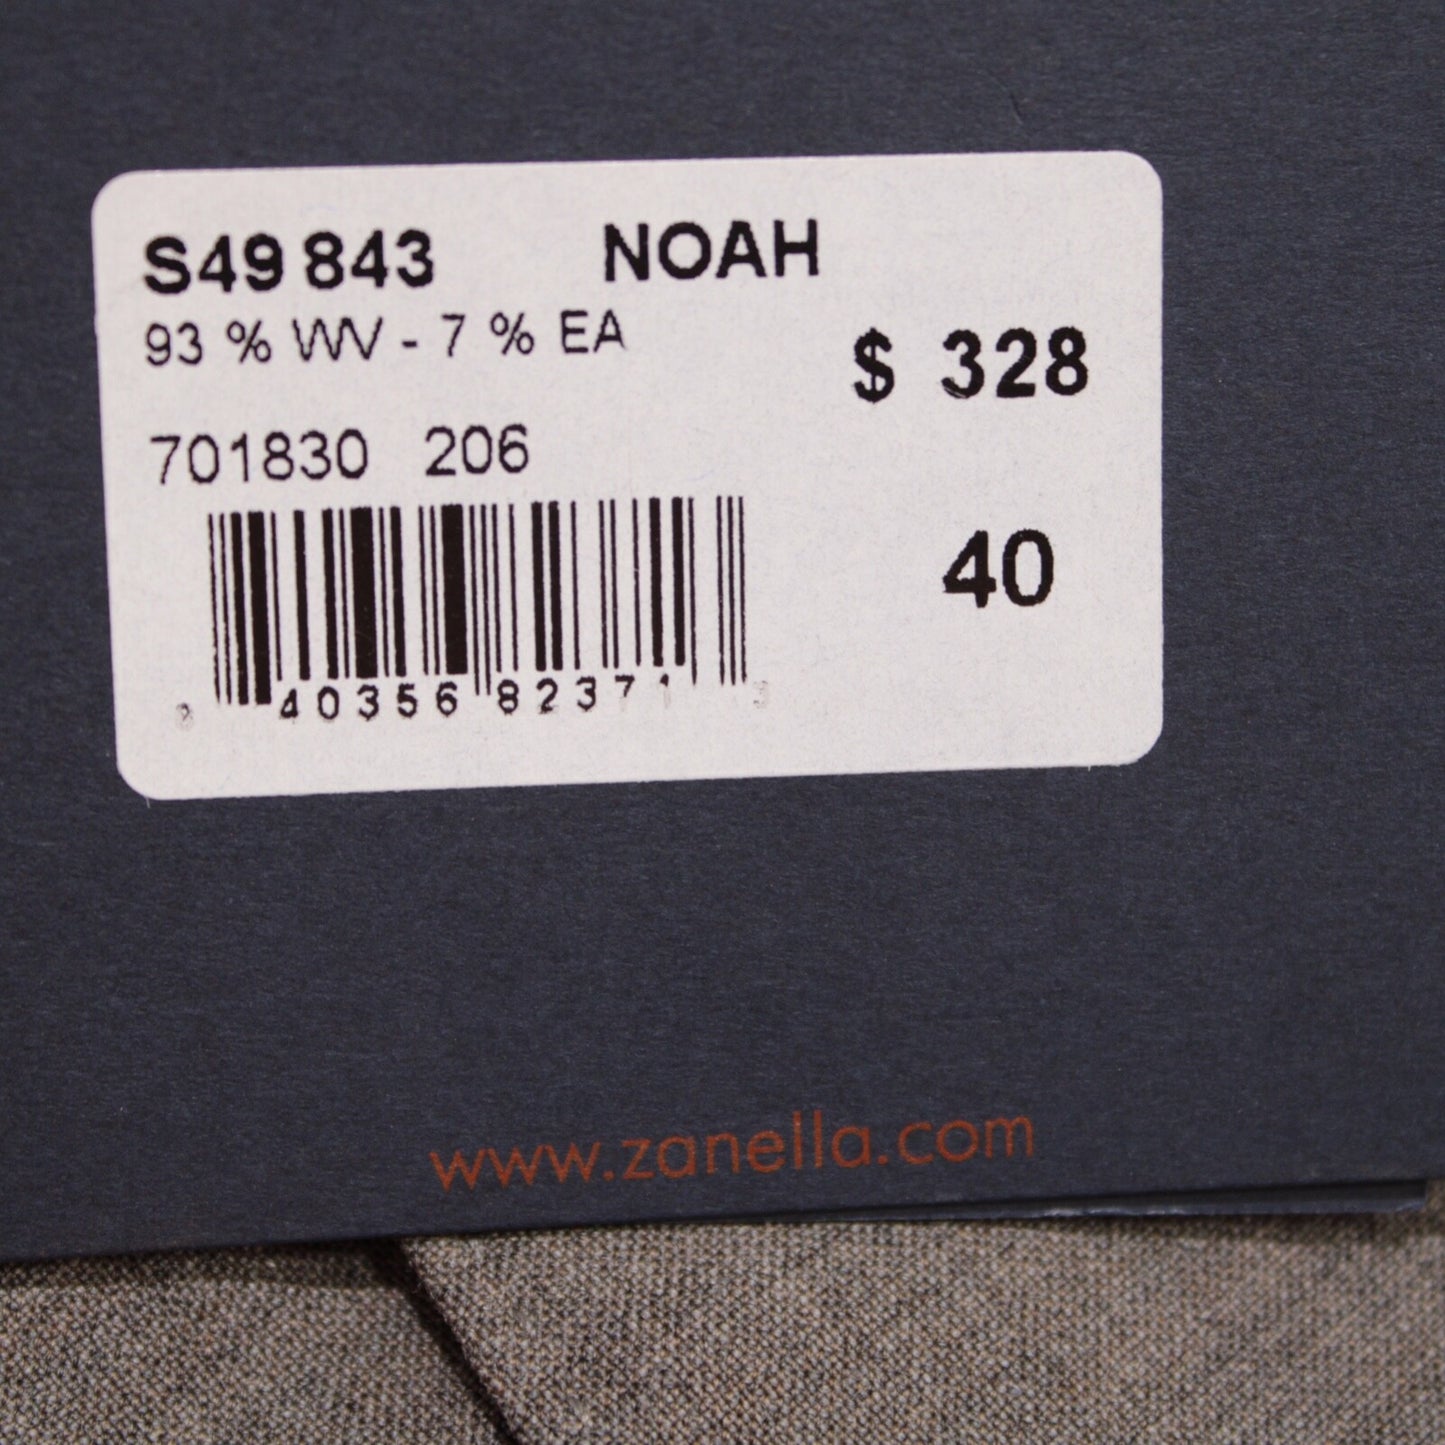 S49 843 NOAH
93 % WV - 7 % EA
$ 328
701830 206
40
40356 82371
www.zanella.com